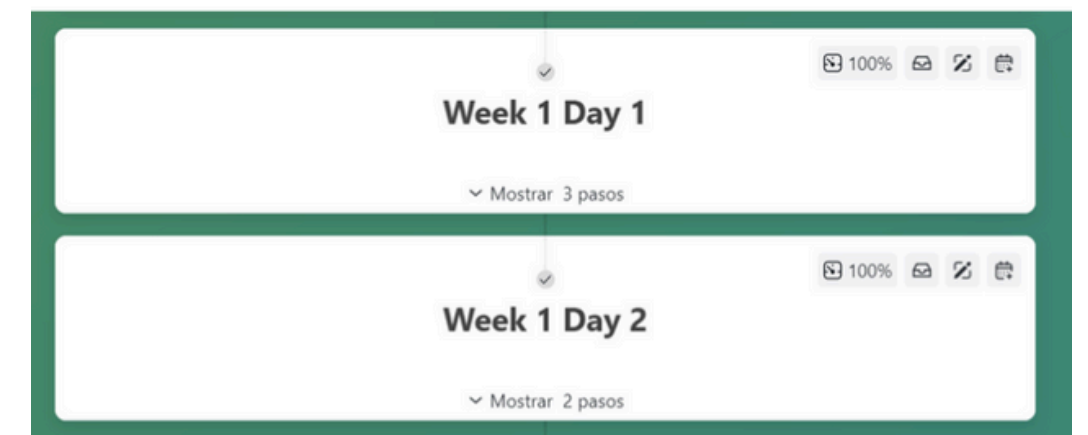 100%
Week 1 Day 1
Mostrar 3 pasos
100%
Week 1 Day 2
Mostrar 2 pasos